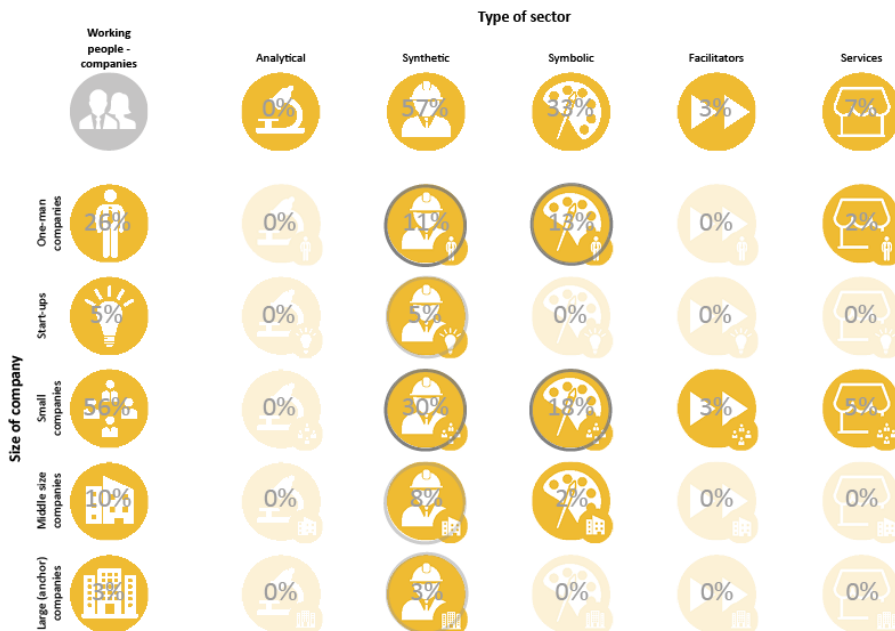 Type of sector
Working
people -
companies
Analytical
Synthetic
Symbolic
Facilitators
Services
0%
57%
33%
3%
7%
Size of company
One-man
companies
26%
0%
11%
13%
0%
2%
Start-ups
5%
0%
5%
0%
0%
0%
Small
companies
56%
0%
30%
18%
3%
5%
Middle size
companies
10%
0%
8%
2%
0%
0%
Large (anchor)
companies
3%
0%
3%
0%
0%
0%